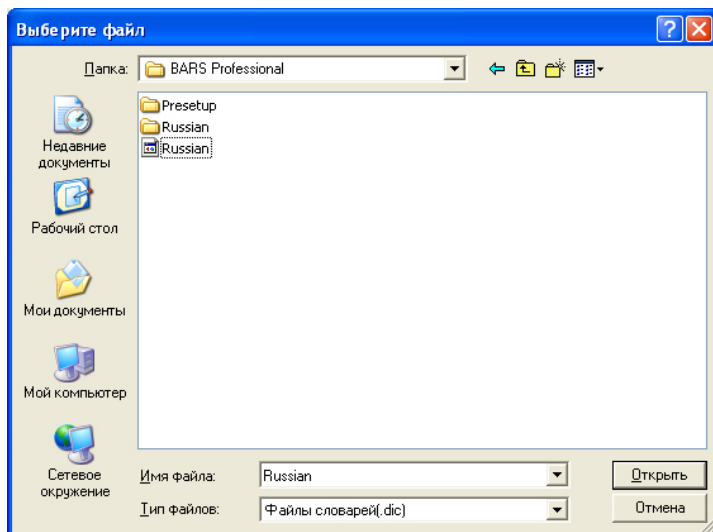 Выберите файл
Папка:
BARS Professional
Presetup
Russian
Russian
Недавние
документы
Рабочий стол
Мои документы
Мой компьютер
Сетевое
окружение
Имя файла:
Russian
Открыть
Тип файлов:
Файлы словарей(.dic)
Отмена